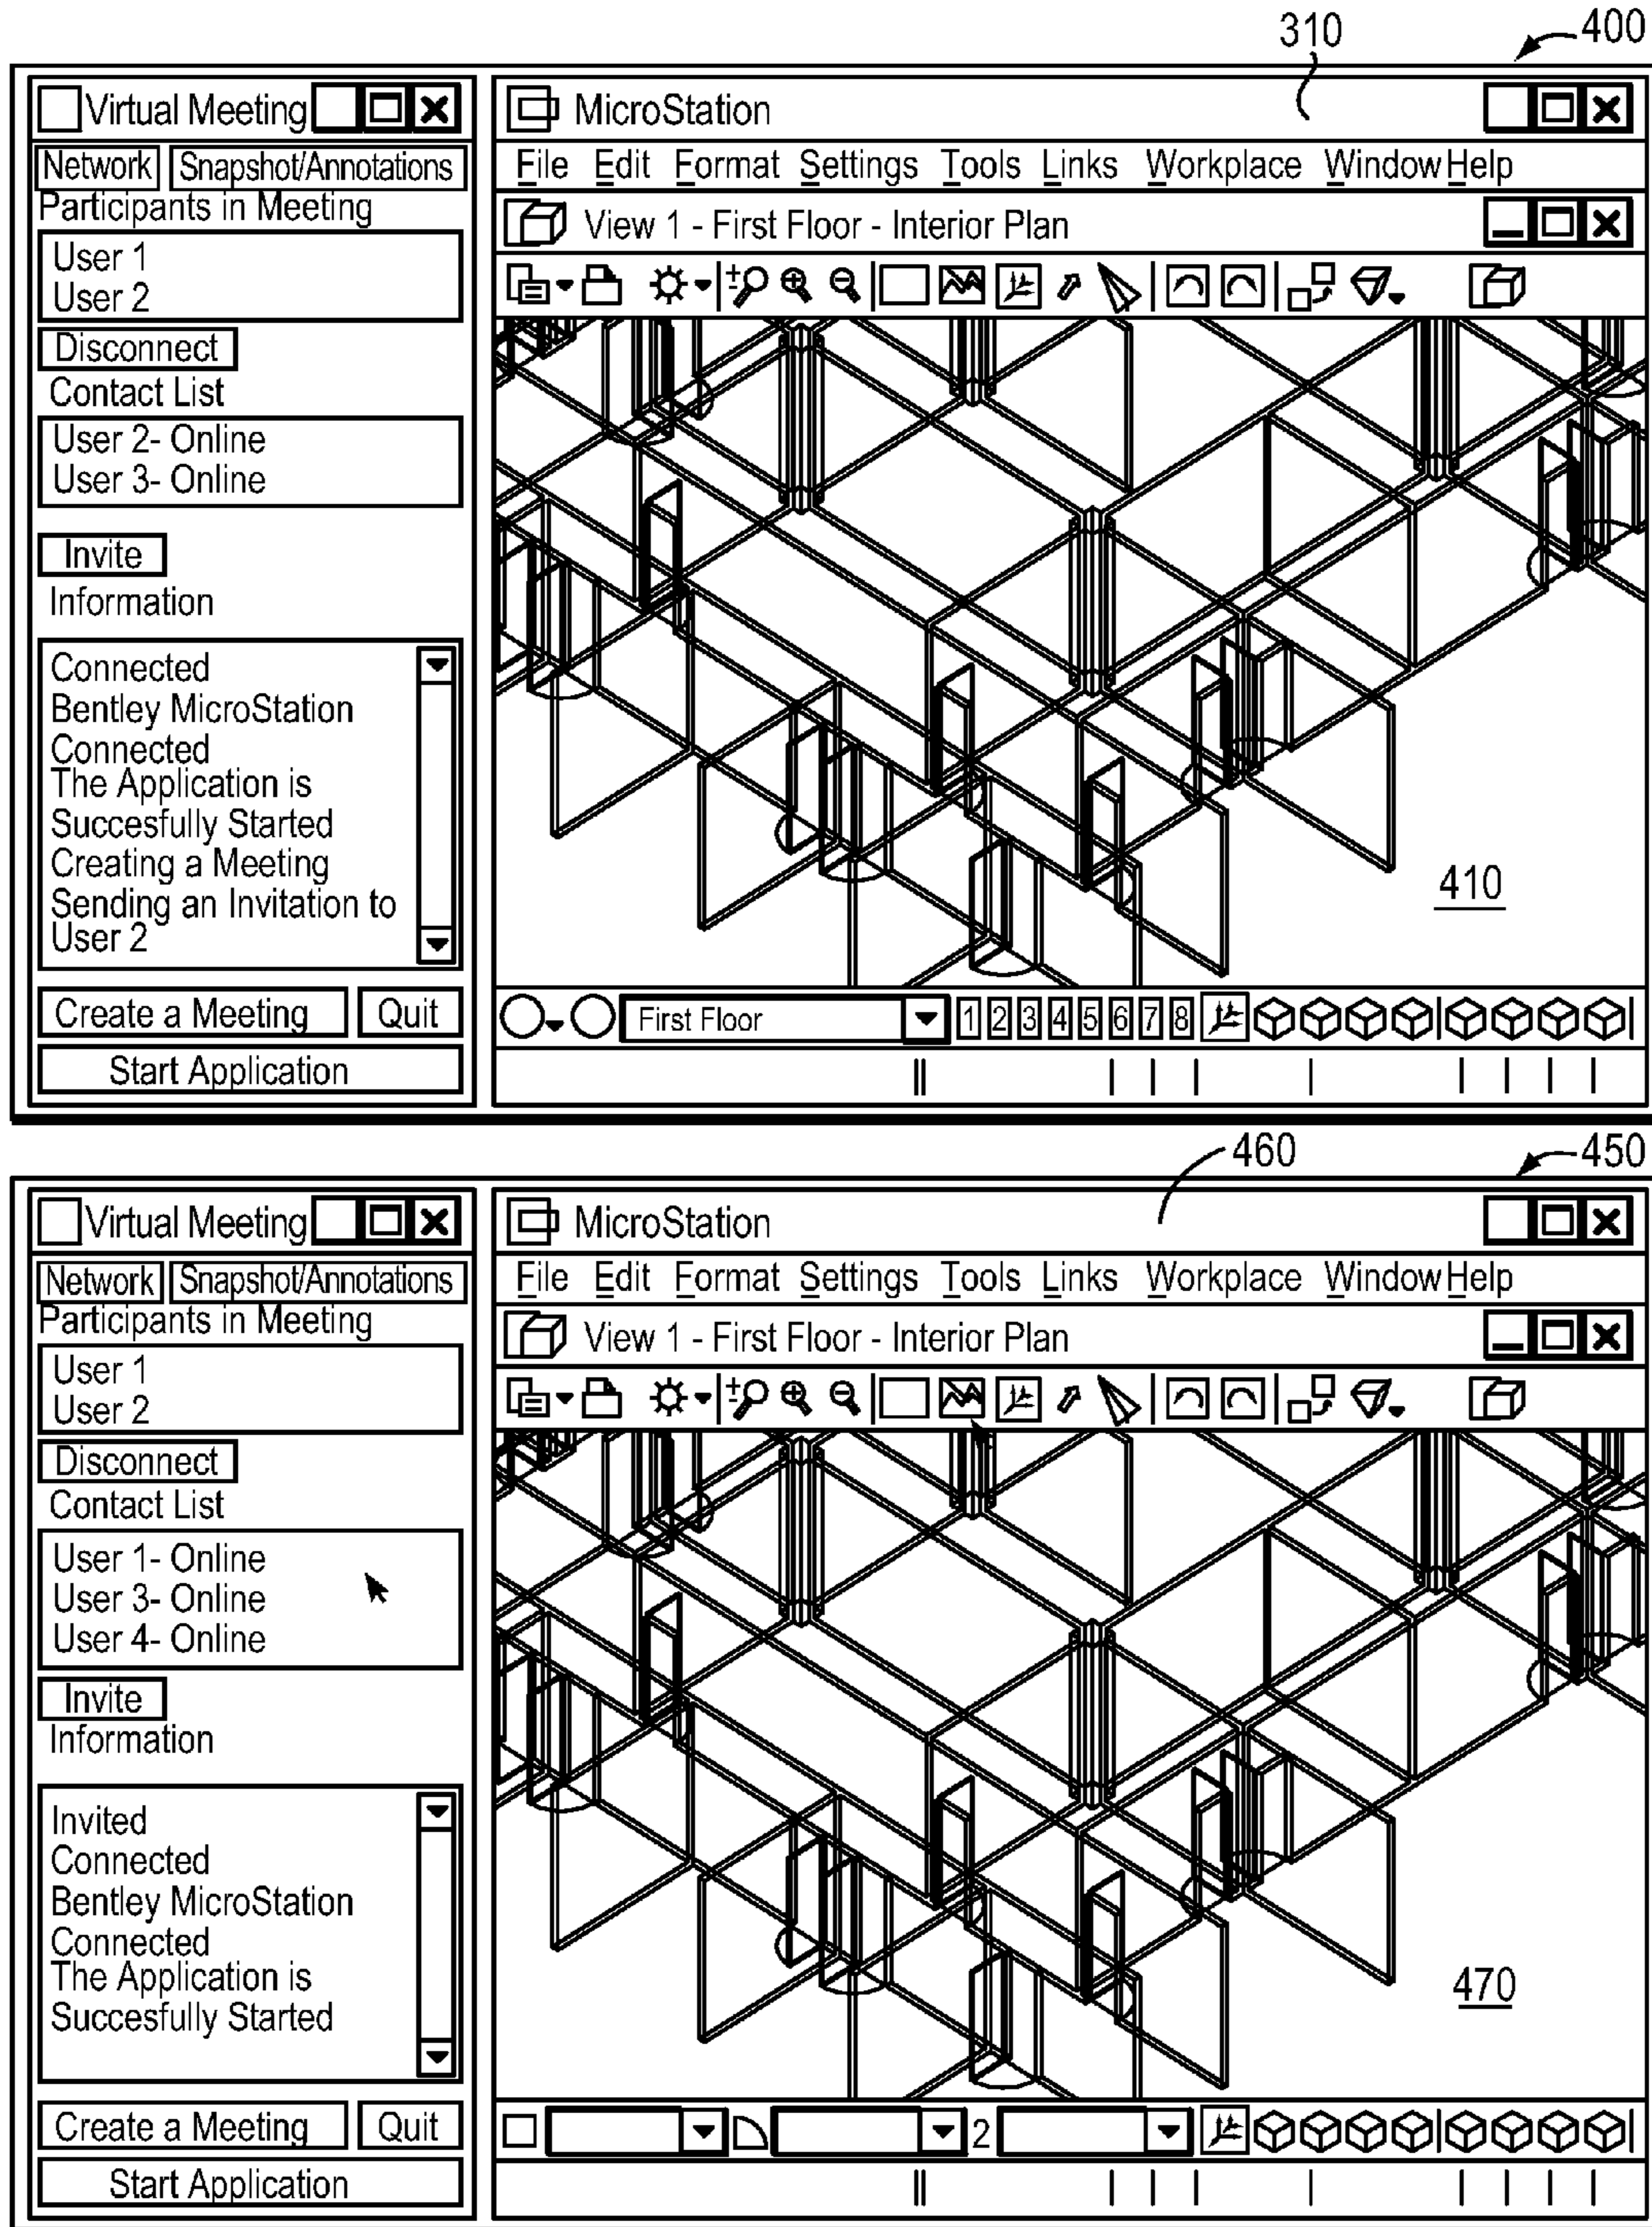 310
400
Virtual Meeting
Network Snapshot/Annotations
Participants in Meeting
User 1
User 2
Disconnect
Contact List
User 2- Online
User 3- Online
Invite
Information
Connected
Bentley MicroStation
Connected
The Application is
Succesfully Started
Creating a Meeting
Sending an Invitation to
User 2
Create a Meeting Quit
Start Application
MicroStation
File Edit Format Settings Tools Links Workplace Window Help
View 1 - First Floor - Interior Plan
410
First Floor 1 2 3 4 5 6 7 8
460
450
Virtual Meeting
Network Snapshot/Annotations
Participants in Meeting
User 1
User 2
Disconnect
Contact List
User 1- Online
User 3- Online
User 4- Online
Invite
Information
Invited
Connected
Bentley MicroStation
Connected
The Application is
Succesfully Started
Create a Meeting Quit
Start Application
MicroStation
File Edit Format Settings Tools Links Workplace Window Help
View 1 - First Floor - Interior Plan
470
2